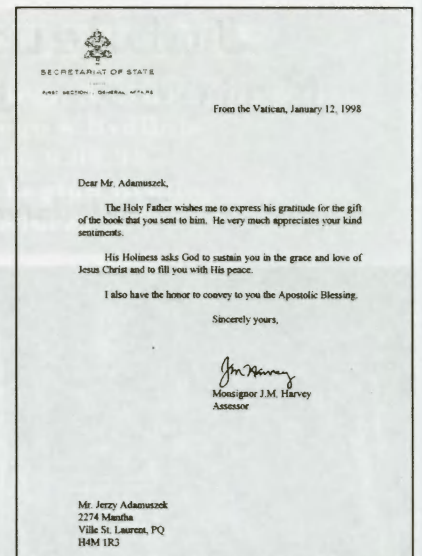 SECRETARIAT OF STATE
FIRST SECTION . GENERAL AFFAIRS
From the Vatican, January 12, 1998
Dear Mr. Adamuszek,
The Holy Father wishes me to express his gratitude for the gift
of the book that you sent to him. He very much appreciates your kind
sentiments.
His Holiness asks God to sustain you in the grace and love of
Jesus Christ and to fill you with His peace.
I also have the honor to convey to you the Apostolic Blessing.
Sincerely yours,
JM Harvey
Monsignor J.M. Harvey
Assessor
Mr. Jerzy Adamuszek
2274 Mantha
Ville St. Laurent, PQ
H4M 1R3